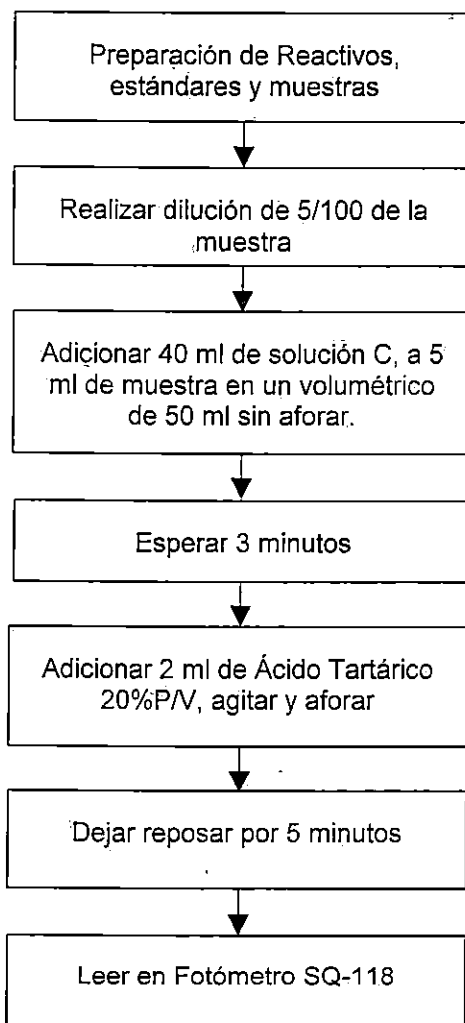 Preparación de Reactivos,
estándares y muestras
Realizar dilución de 5/100 de la
muestra
Adicionar 40 ml de solución C, a 5
ml de muestra en un volumétrico
de 50 ml sin aforar.
Esperar 3 minutos
Adicionar 2 ml de Ácido Tartárico
20%P/V, agitar y aforar
Dejar reposar por 5 minutos
Leer en Fotómetro SQ-118